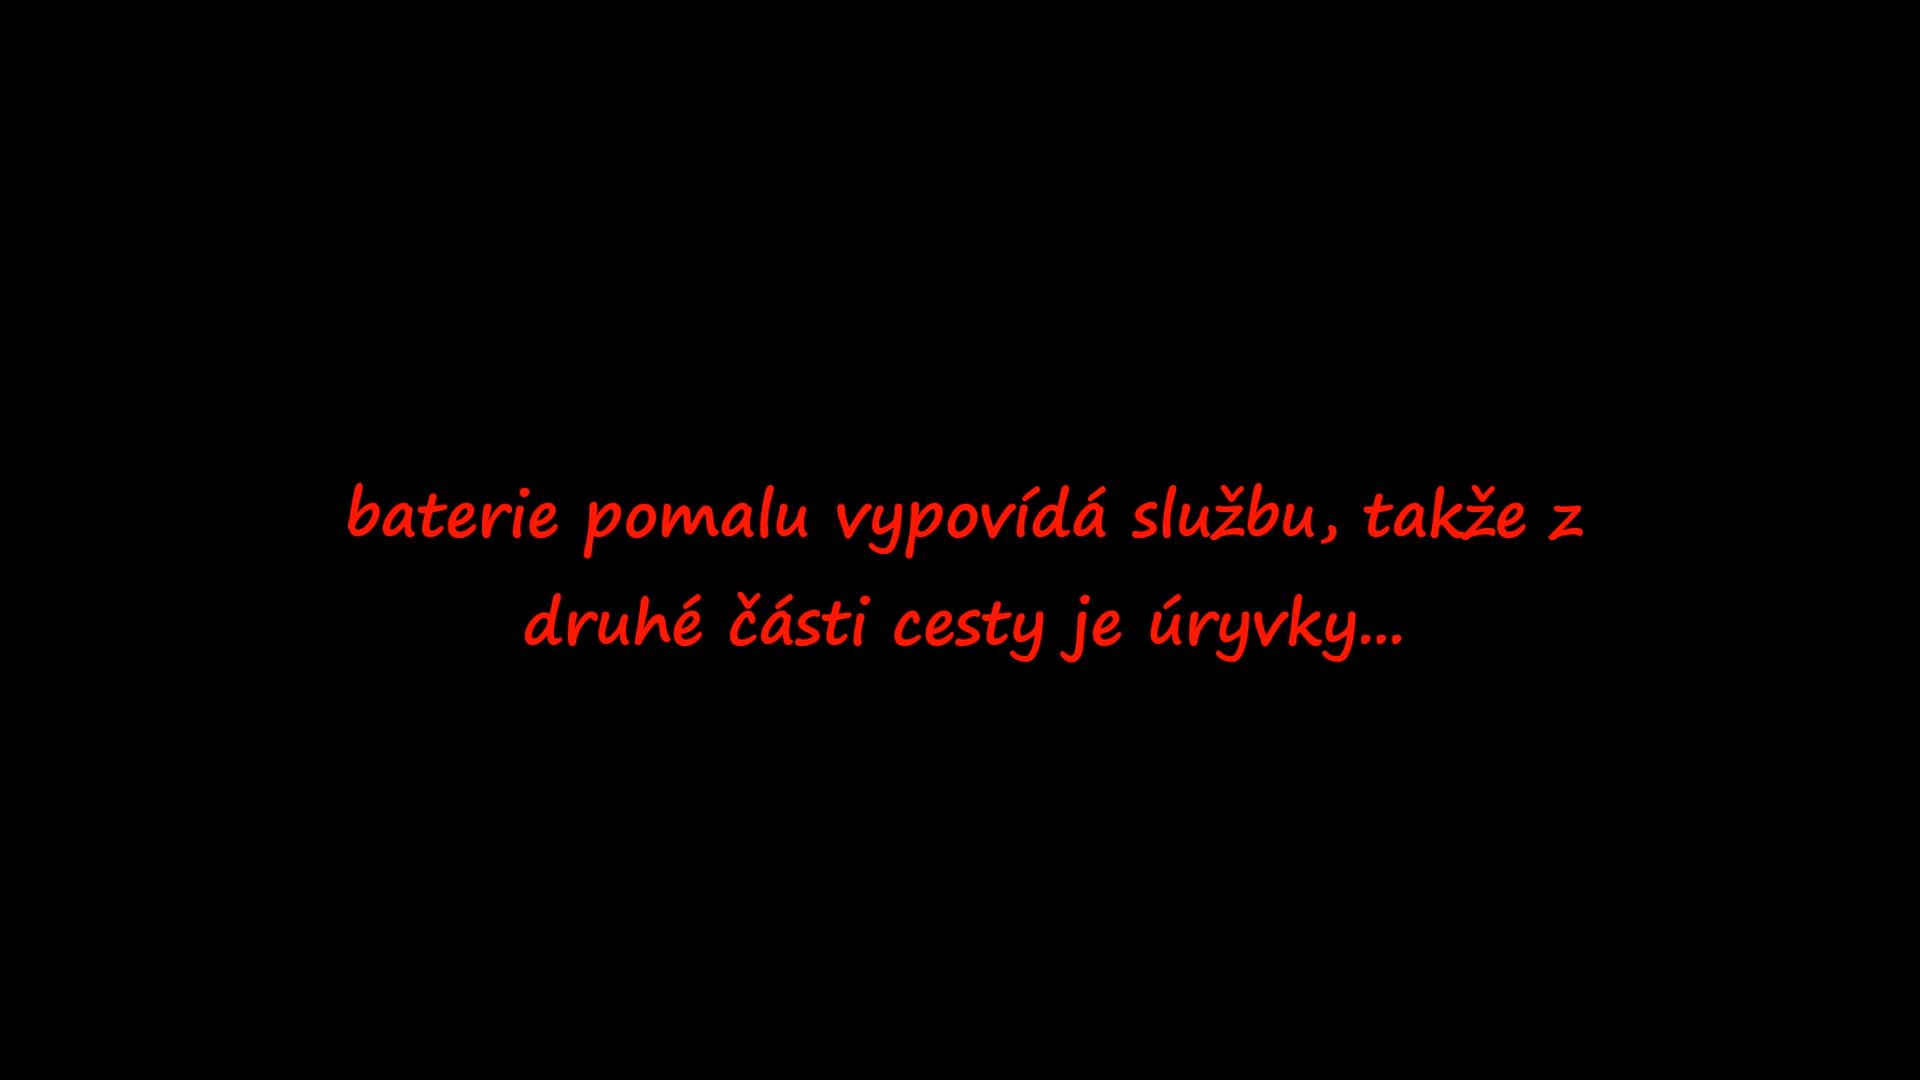 baterie pomalu vypovídá službu, takže z
druhé části cesty je úryvky...